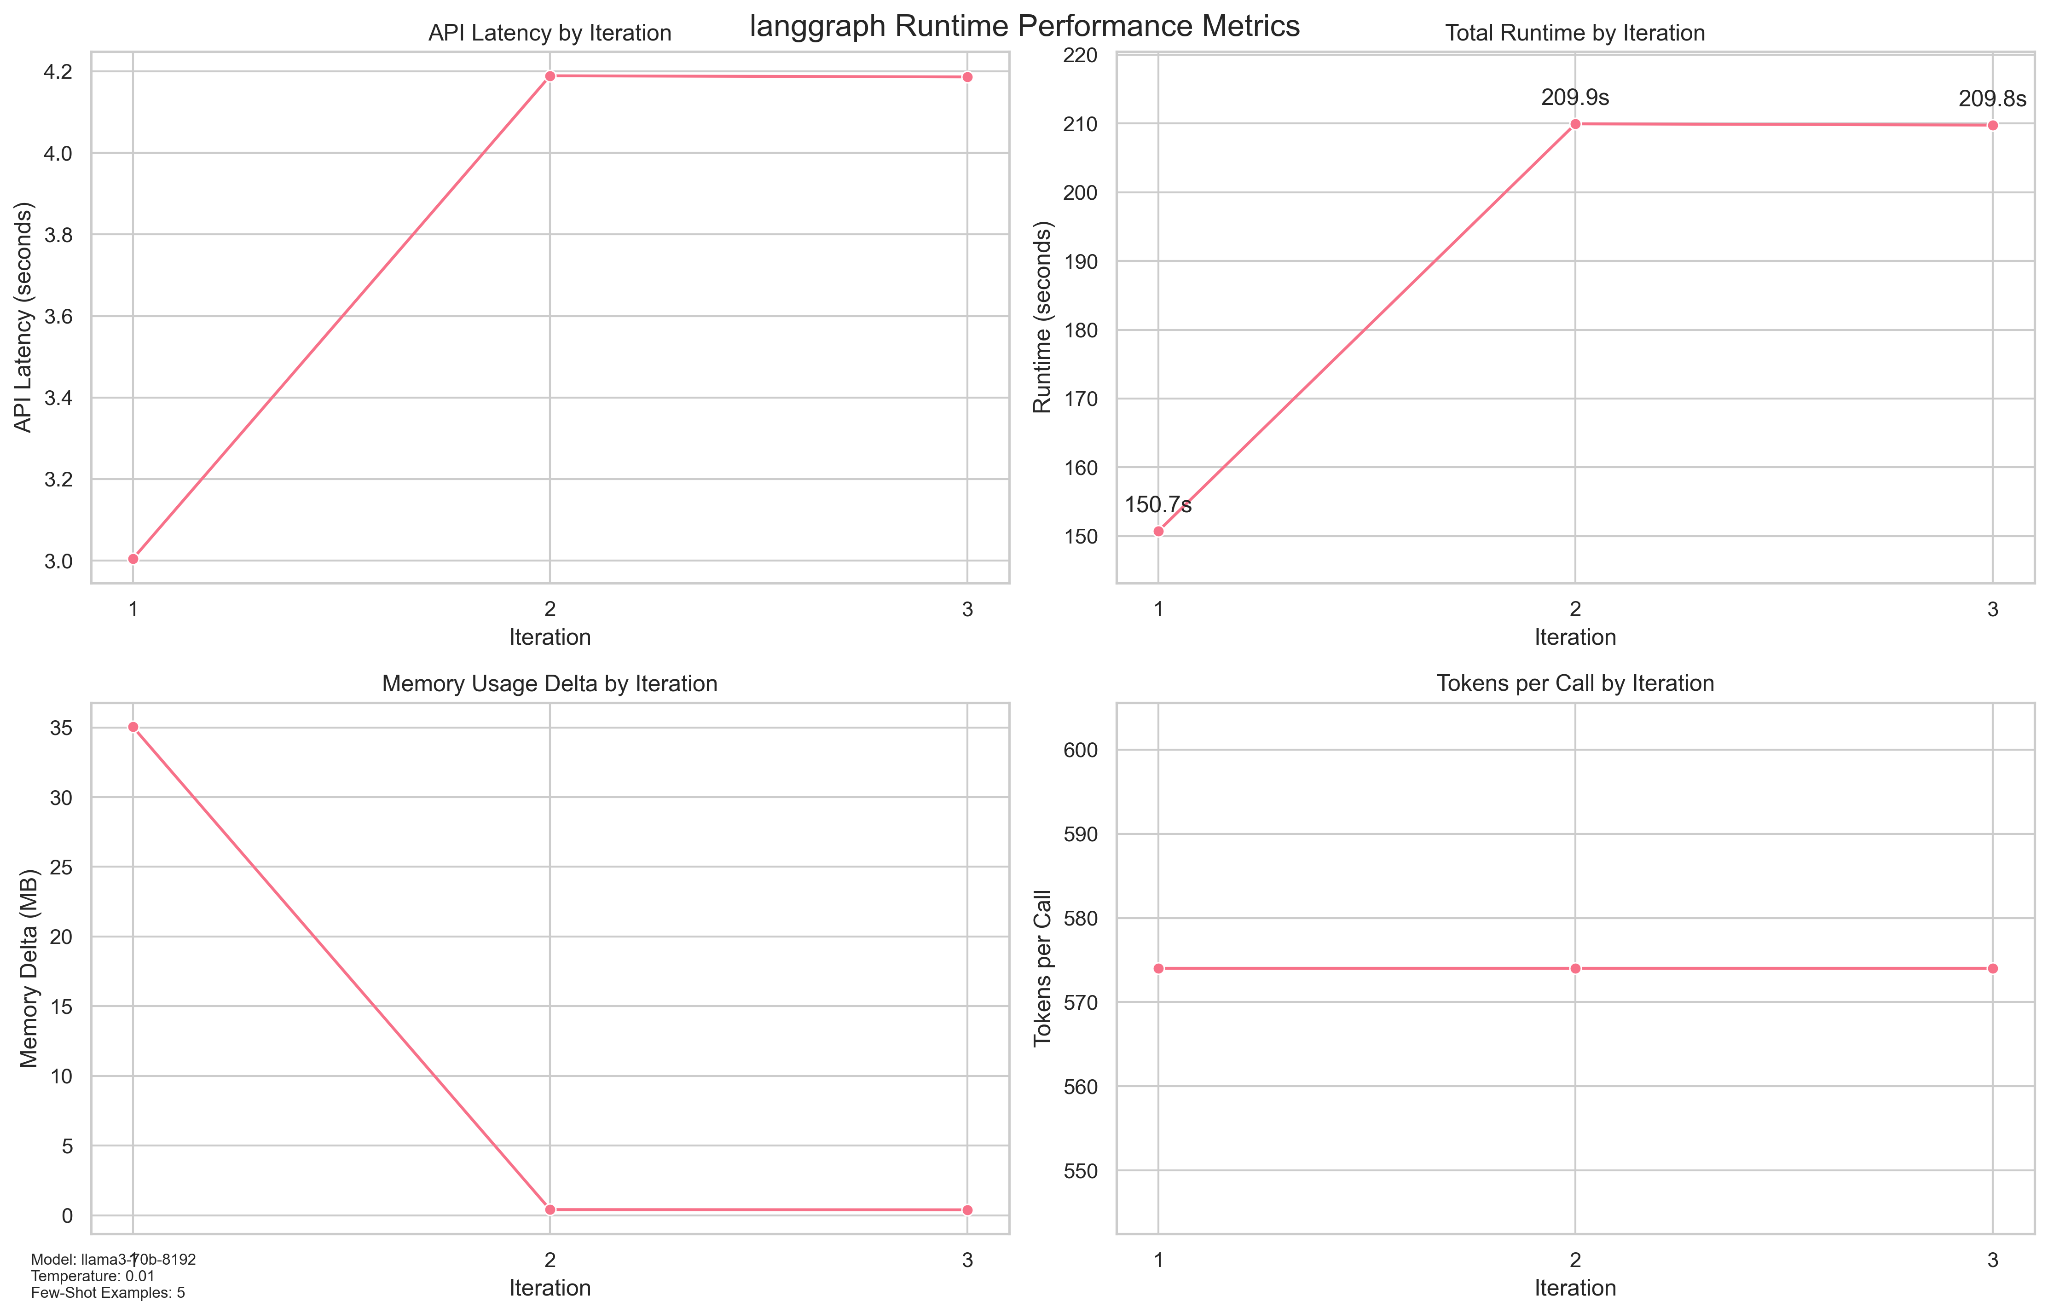 langgraph Runtime Performance Metrics
API Latency by Iteration
API Latency (seconds)
4.2
4.0
3.8
3.6
3.4
3.2
3.0
1 2 3
Iteration
Total Runtime by Iteration
Runtime (seconds)
220
210
200
190
180
170
160
150
150.7s
209.9s
209.8s
1 2 3
Iteration
Memory Usage Delta by Iteration
Memory Delta (MB)
35
30
25
20
15
10
5
0
1 2 3
Iteration
Tokens per Call by Iteration
Tokens per Call
600
590
580
570
560
550
1 2 3
Iteration
Model: llama3-70b-8192
Temperature: 0.01
Few-Shot Examples: 5